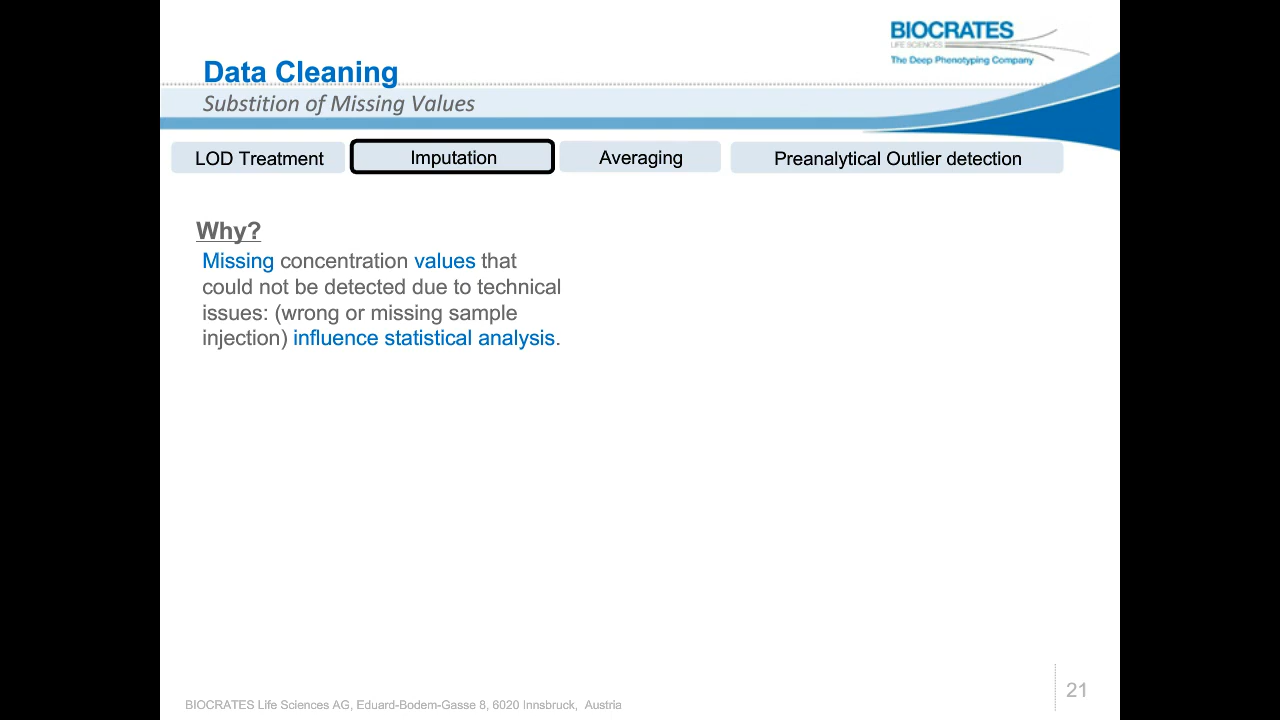 BIOCRATES
LIFE SCIENCES
The Deep Phenotyping Company
Data Cleaning
Substition of Missing Values
LOD Treatment
Imputation
Averaging
Preanalytical Outlier detection
Why?
Missing concentration values that
could not be detected due to technical
issues: (wrong or missing sample
injection) influence statistical analysis.
BIOCRATES Life Sciences AG, Eduard-Bodem-Gasse 8, 6020 Innsbruck, Austria
21